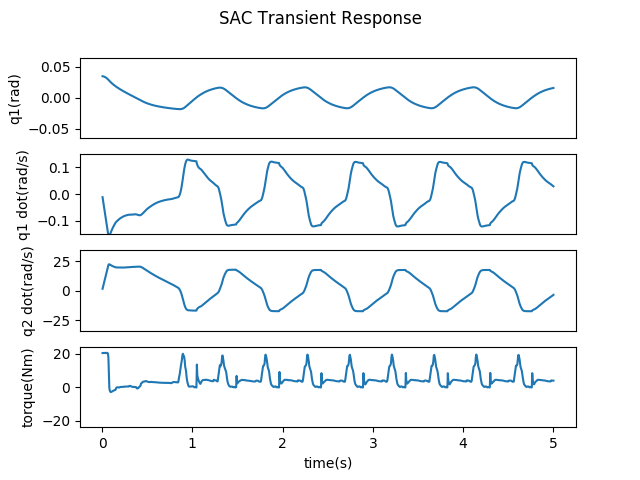 SAC Transient Response
q1(rad)
0.05
0.00
−0.05
q1 dot(rad/s)
0.1
0.0
−0.1
q2 dot(rad/s)
25
0
−25
torque(Nm)
20
0
−20
0 1 2 3 4 5
time(s)